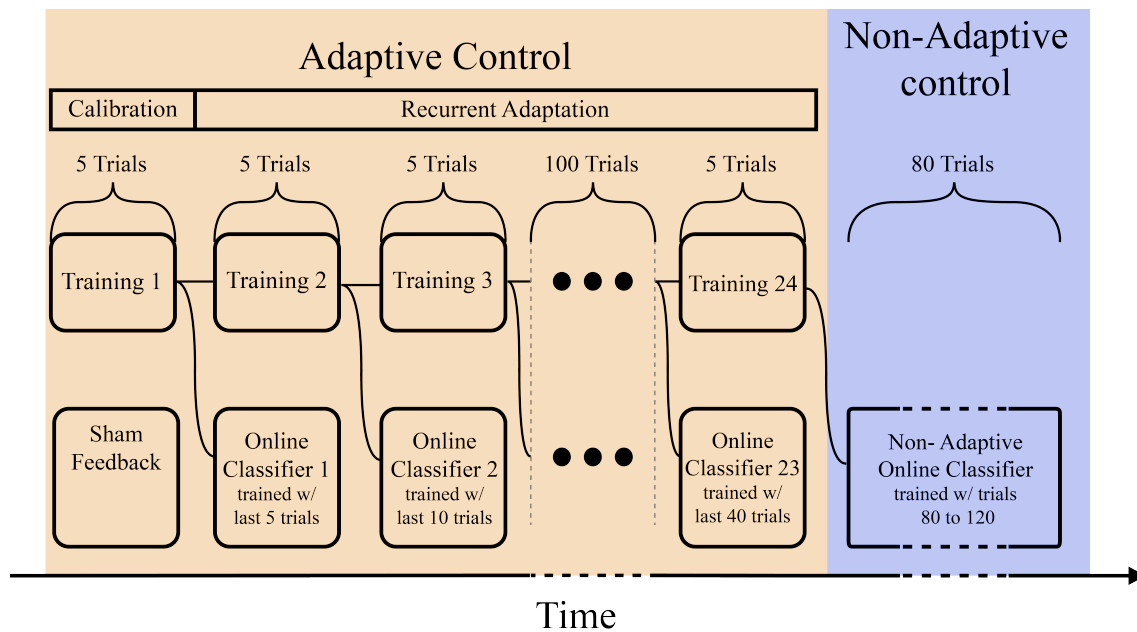 Adaptive Control
Non-Adaptive
control
Calibration
Recurrent Adaptation
5 Trials
5 Trials
5 Trials
100 Trials
5 Trials
80 Trials
Training 1
Training 2
Training 3
Training 24
Sham
Feedback
Online
Classifier 1
trained w/
last 5 trials
Online
Classifier 2
trained w/
last 10 trials
Online
Classifier 23
trained w/
last 40 trials
Non- Adaptive
Online Classifier
trained w/ trials
80 to 120
Time